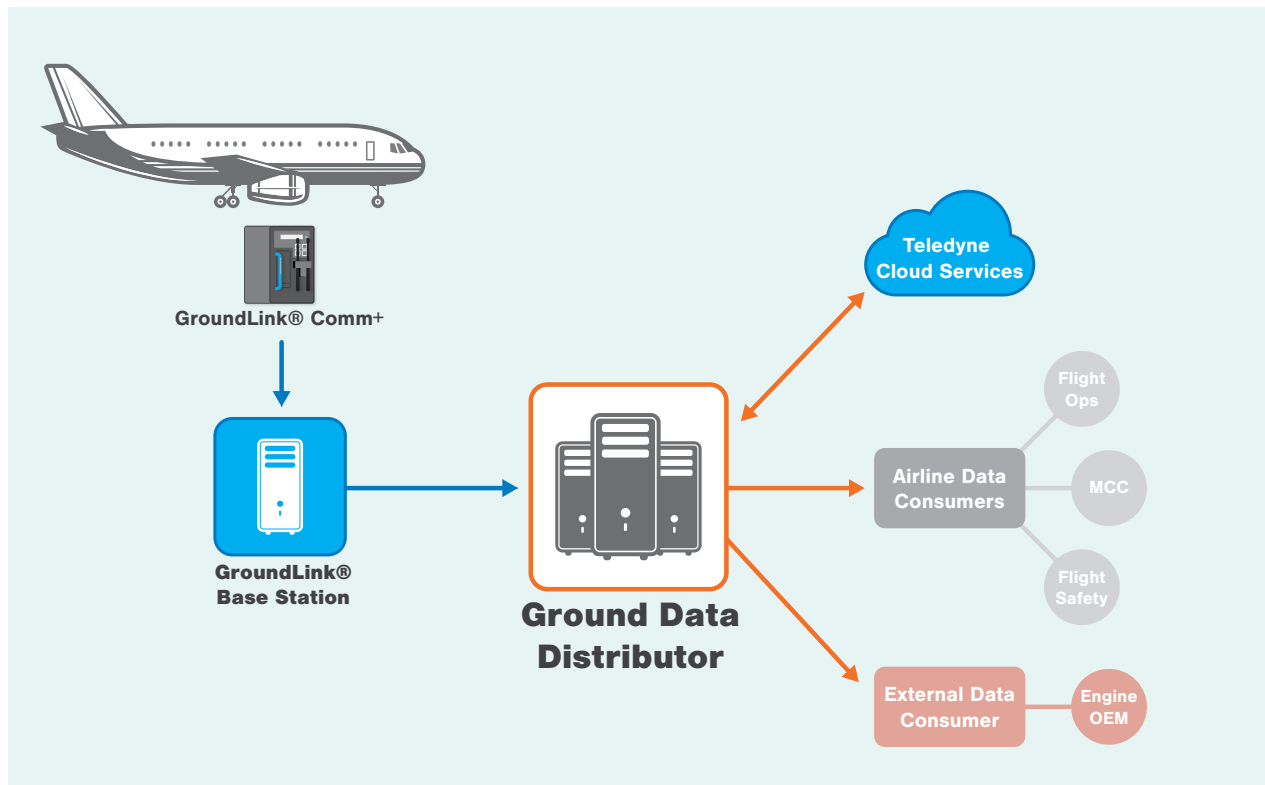 GroundLink® Comm+
GroundLink®
Base Station
Ground Data
Distributor
Teledyne
Cloud Services
Airline Data
Consumers
Flight
Ops
MCC
Flight
Safety
External Data
Consumer
Engine
OEM